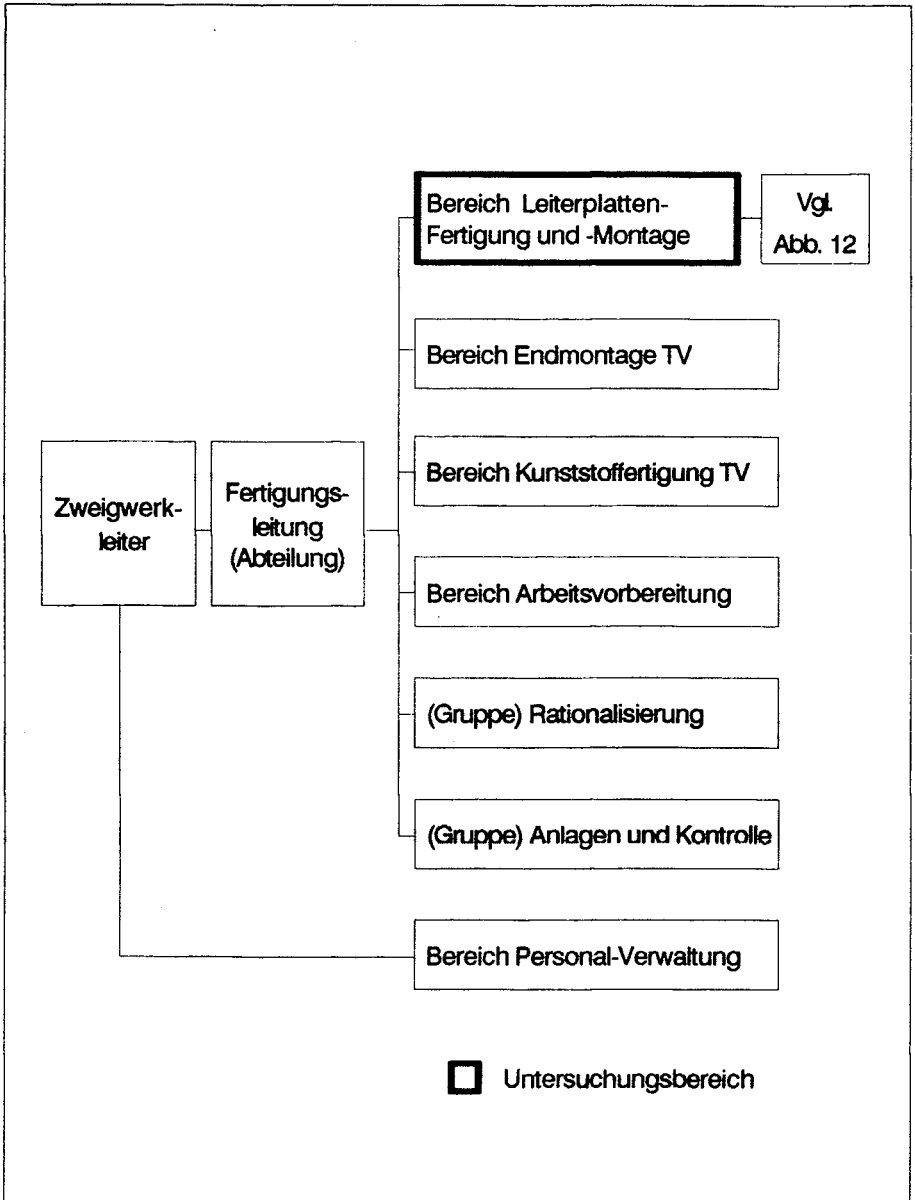 Bereich Leiterplatten-
Fertigung und -Montage
Vgl.
Abb. 12
Bereich Endmontage TV
Bereich Kunststoffertigung TV
Zweigwerk-
leiter
Fertigungs-
leitung
(Abteilung)
Bereich Arbeitsvorbereitung
(Gruppe) Rationalisierung
(Gruppe) Anlagen und Kontrolle
Bereich Personal-Verwaltung
Untersuchungsbereich